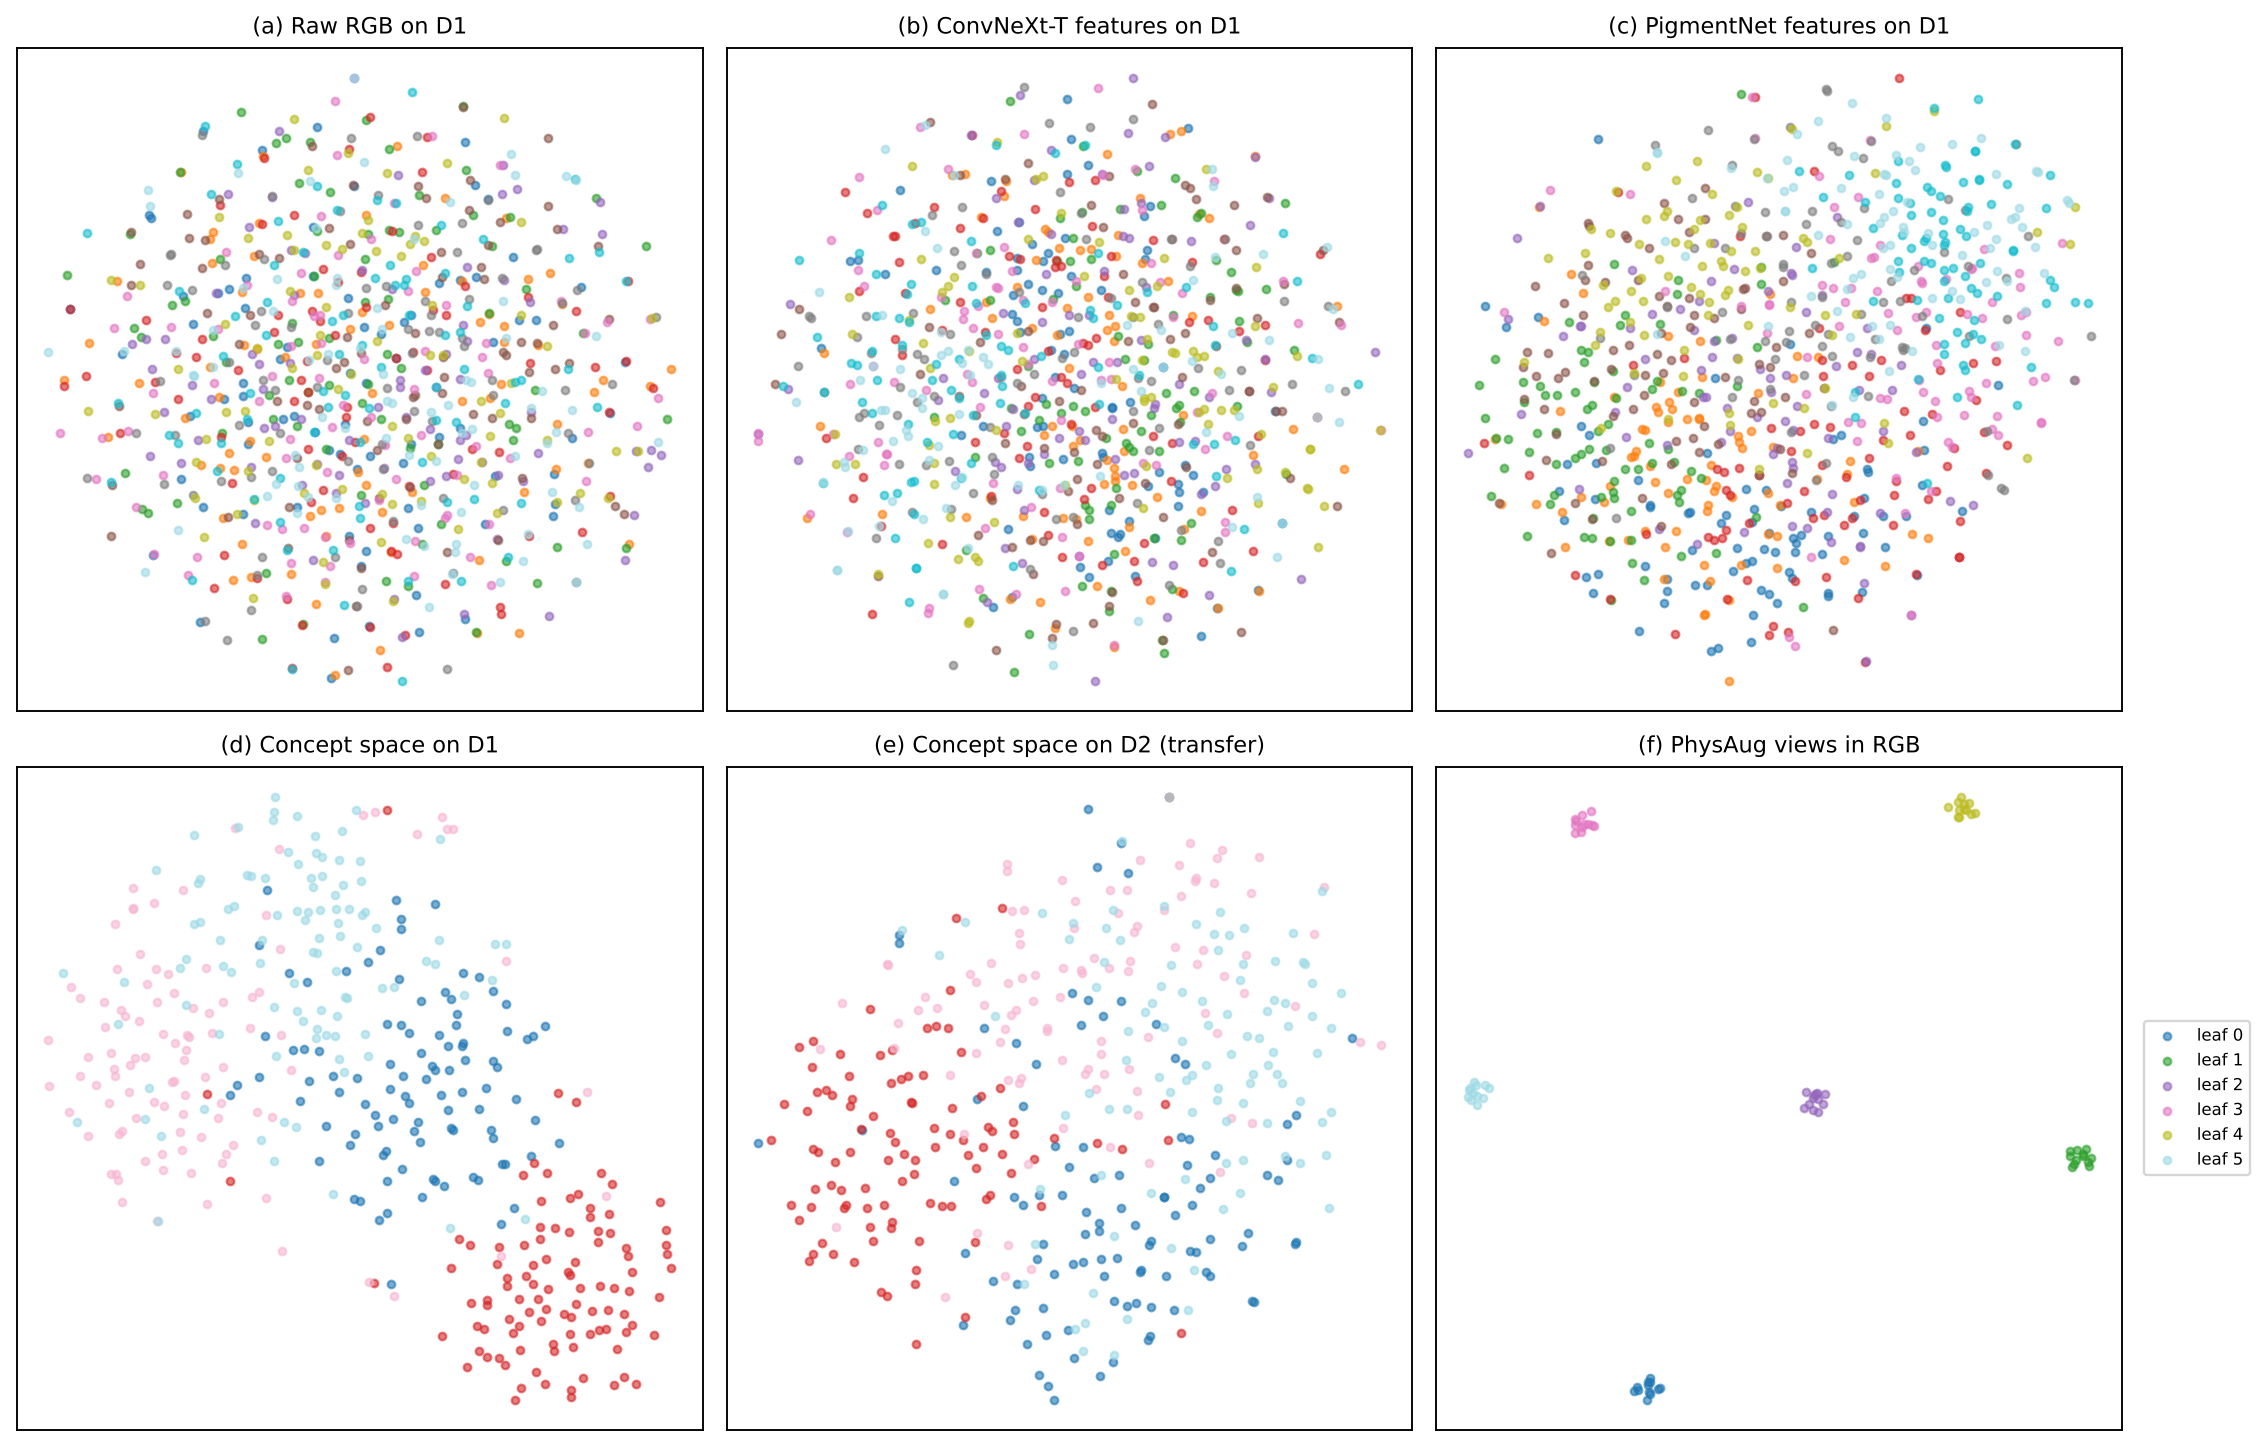 (a) Raw RGB on D1
(b) ConvNeXt-T features on D1
(c) PigmentNet features on D1
(d) Concept space on D1
(e) Concept space on D2 (transfer)
(f) PhysAug views in RGB
leaf 0
leaf 1
leaf 2
leaf 3
leaf 4
leaf 5